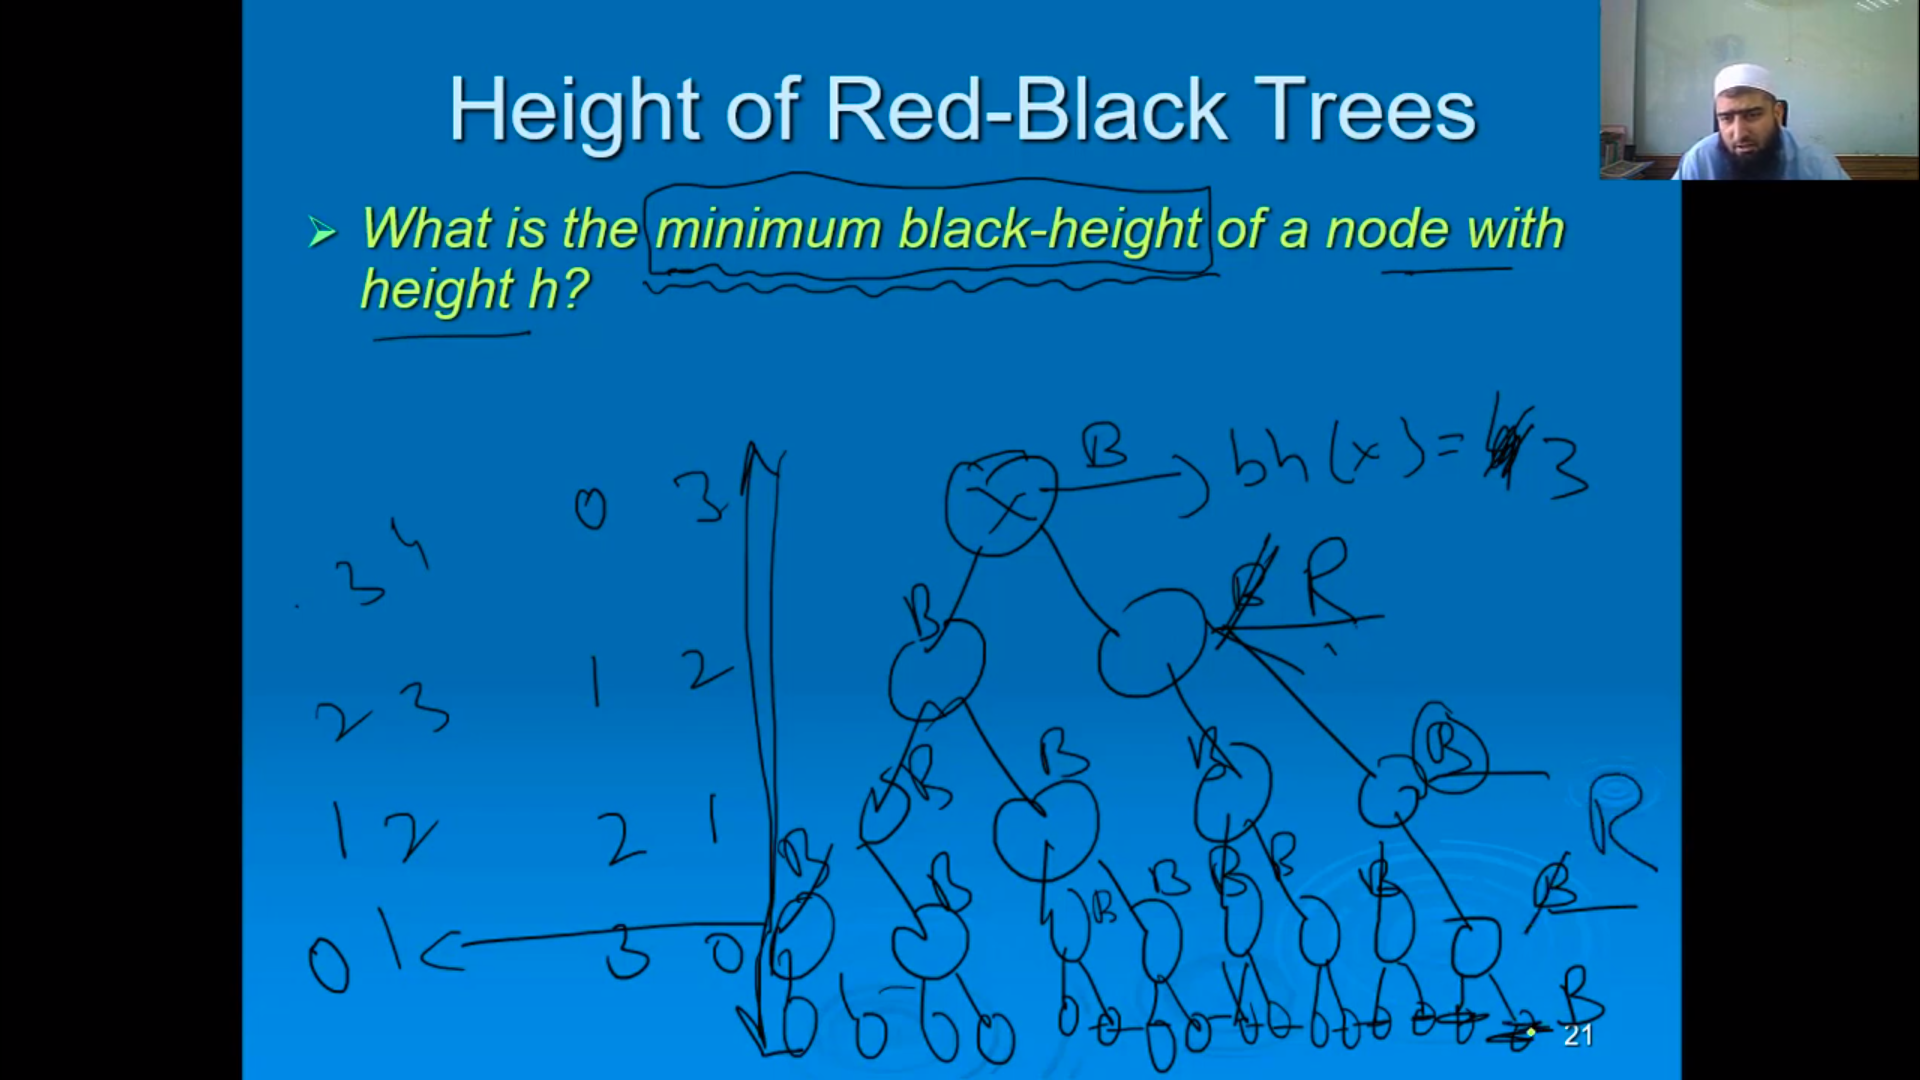 Height of Red-Black Trees
What is the minimum black-height of a node with
height h?
B bh(x) = 3
0 3
X
3 4
B R
B
1 2
2 3
B B B
B
1 2
2 1
R
B B B B B
B
B B
0 1 3 0
B
21